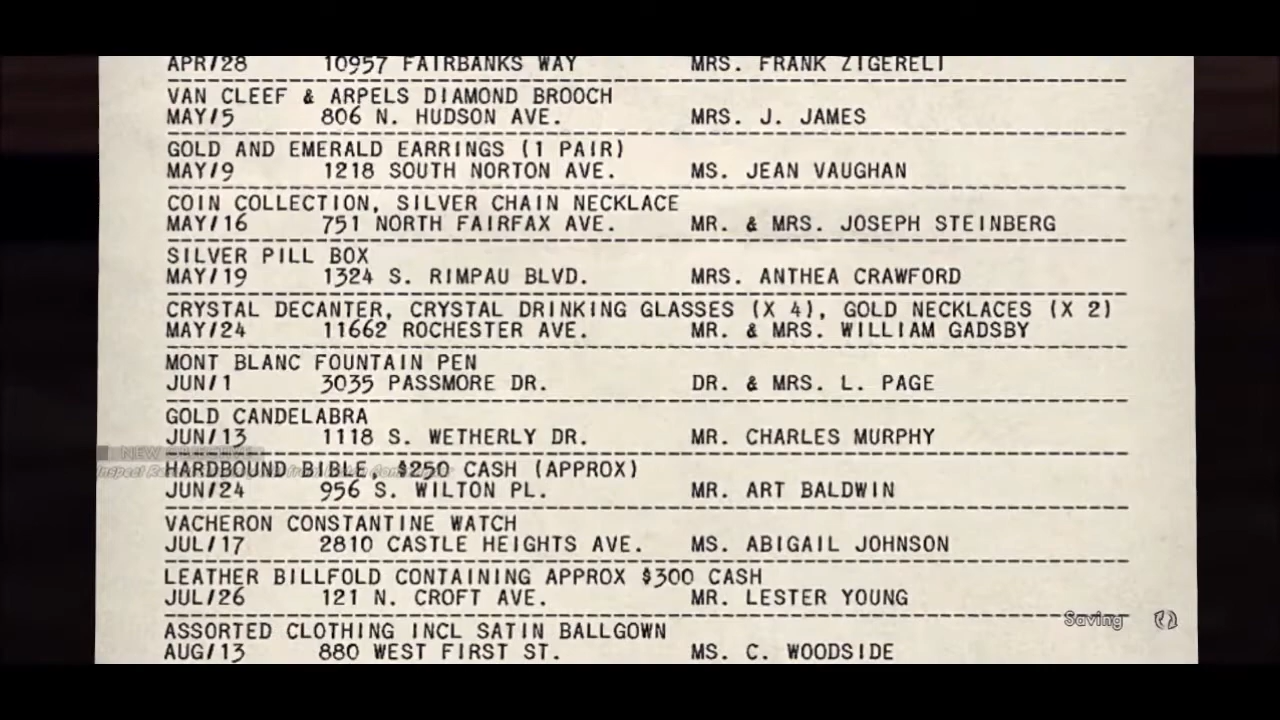 APR/28 10957 FAIRBANKS WAY MRS. FRANK ZIGERELI
VAN CLEEF & ARPELS DIAMOND BROOCH
MAY/5 806 N. HUDSON AVE. MRS. J. JAMES
GOLD AND EMERALD EARRINGS (1 PAIR)
MAY/9 1218 SOUTH NORTON AVE. MS. JEAN VAUGHAN
COIN COLLECTION, SILVER CHAIN NECKLACE
MAY/16 751 NORTH FAIRFAX AVE. MR. & MRS. JOSEPH STEINBERG
SILVER PILL BOX
MAY/19 1324 S. RIMPAU BLVD. MRS. ANTHEA CRAWFORD
CRYSTAL DECANTER, CRYSTAL DRINKING GLASSES (X 4), GOLD NECKLACES (X 2)
MAY/24 11662 ROCHESTER AVE. MR. & MRS. WILLIAM GADSBY
MONT BLANC FOUNTAIN PEN
JUN/1 3035 PASSMORE DR. DR. & MRS. L. PAGE
GOLD CANDELABRA
JUN/13 1118 S. WETHERLY DR. MR. CHARLES MURPHY
NEW
HARDBOUND BIBLE, $250 CASH (APPROX)
JUN/24 956 S. WILTON PL. MR. ART BALDWIN
VACHERON CONSTANTINE WATCH
JUL/17 2810 CASTLE HEIGHTS AVE. MS. ABIGAIL JOHNSON
LEATHER BILLFOLD CONTAINING APPROX $300 CASH
JUL/26 121 N. CROFT AVE. MR. LESTER YOUNG
Saving
ASSORTED CLOTHING INCL SATIN BALLGOWN
AUG/13 880 WEST FIRST ST. MS. C. WOODSIDE